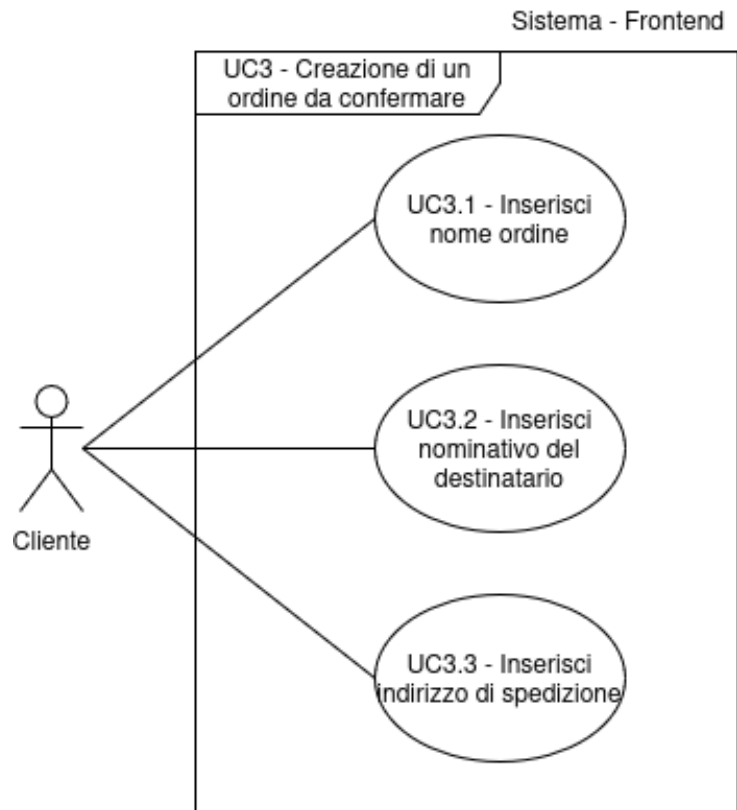 Sistema - Frontend
UC3 - Creazione di un
ordine da confermare
UC3.1 - Inserisci
nome ordine
UC3.2 - Inserisci
nominativo del
destinatario
Cliente
UC3.3 - Inserisci
indirizzo di spedizione